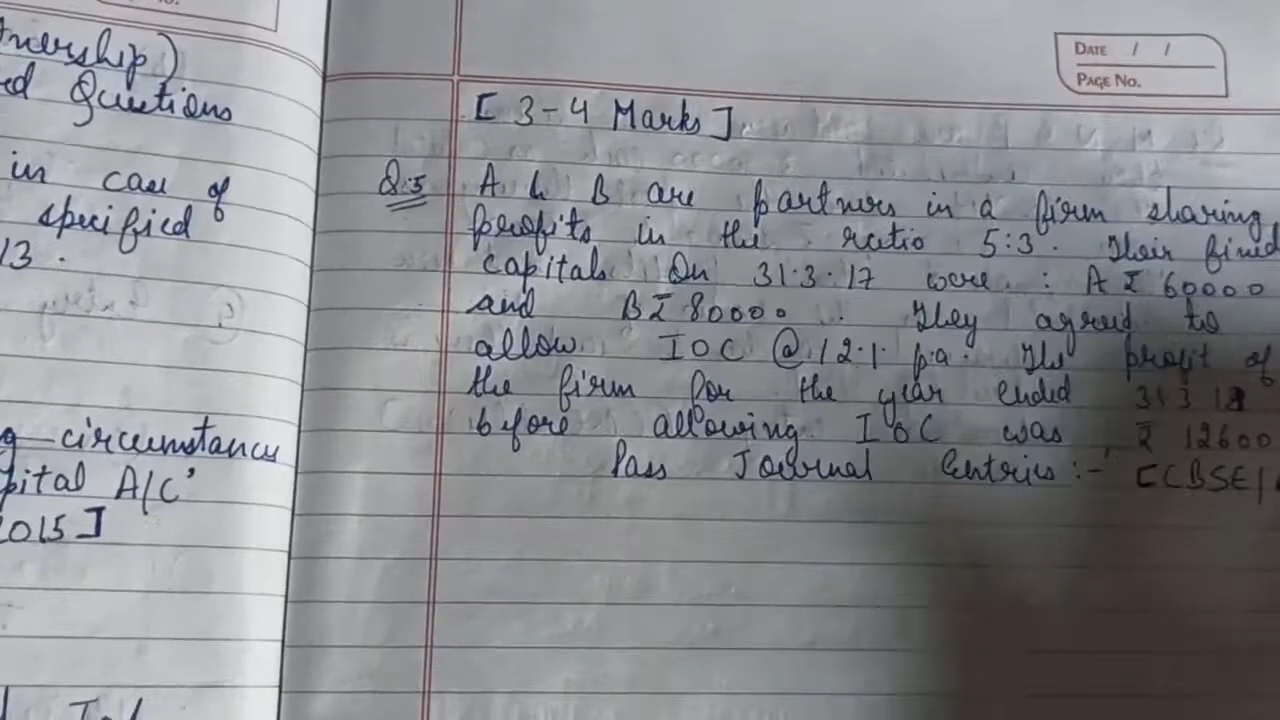 nership)
ed Questions
in case of
specified
13.
g circumstance
pital A/C'
2015]
DATE / /
PAGE No.
[3-4 Marks]
Q.5 A & B are partners in a firm sharing
profits in the ratio 5:3. Their fixed
capitals On 31.3.17 were : A ₹ 60000
and B ₹ 80000. They agreed to
allow IOC @ 12% p.a. The profit of
the firm for the year ended 31 3 18
before allowing IOC was ₹ 12600
Pass Journal Entries :- [CBSE